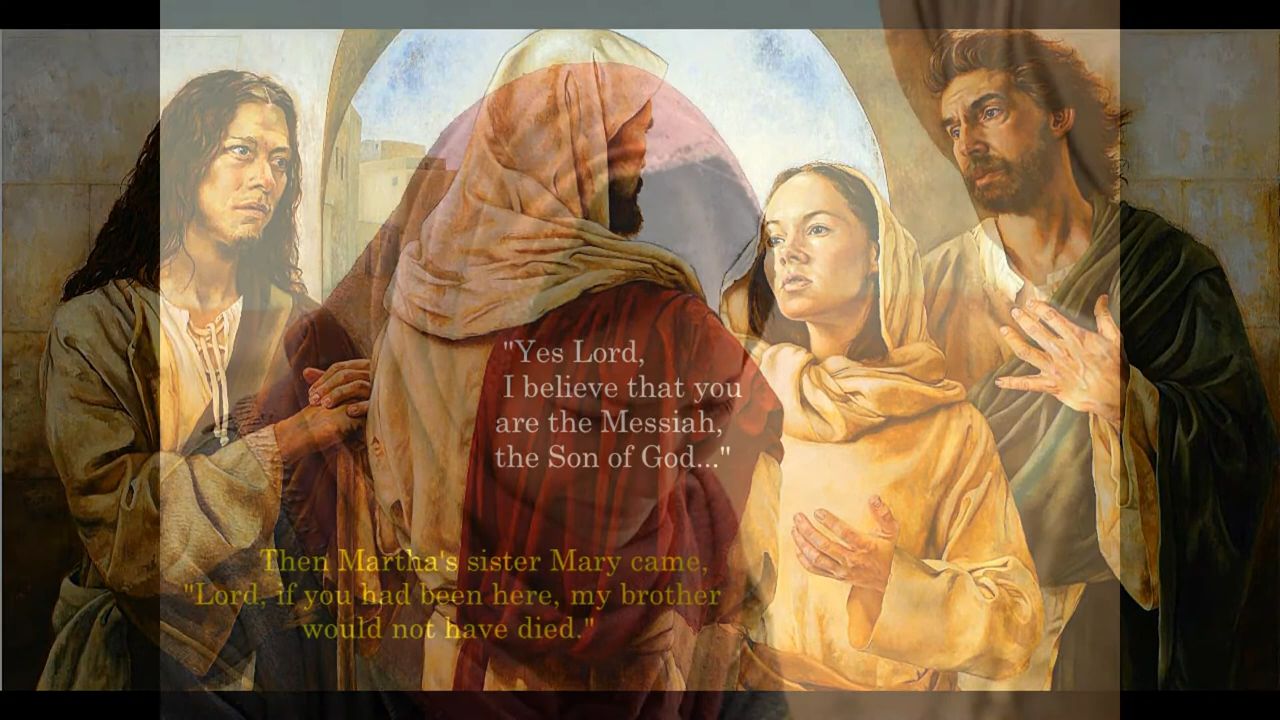 "Yes Lord,
I believe that you
are the Messiah,
the Son of God..."
Then Martha's sister Mary came,
"Lord, if you had been here, my brother
would not have died."